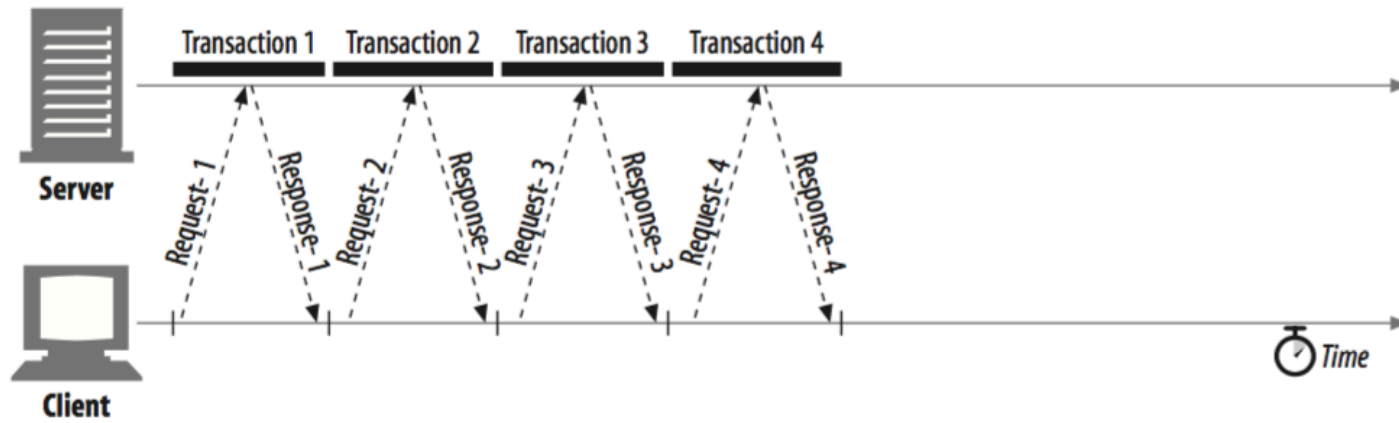 Transaction 1 Transaction 2 Transaction 3 Transaction 4
Request- 1
Response- 1
Request- 2
Response- 2
Request- 3
Response- 3
Request- 4
Response- 4
Server
Time
Client